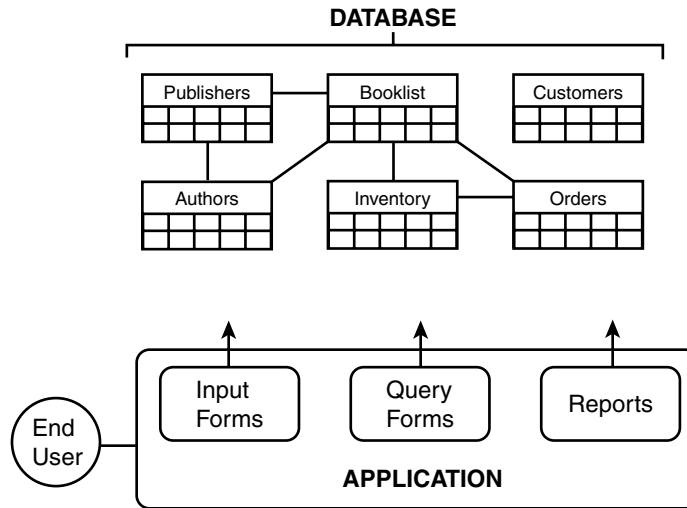 DATABASE
Publishers
Booklist
Customers
Authors
Inventory
Orders
Input
Forms
Query
Forms
Reports
End
User
APPLICATION